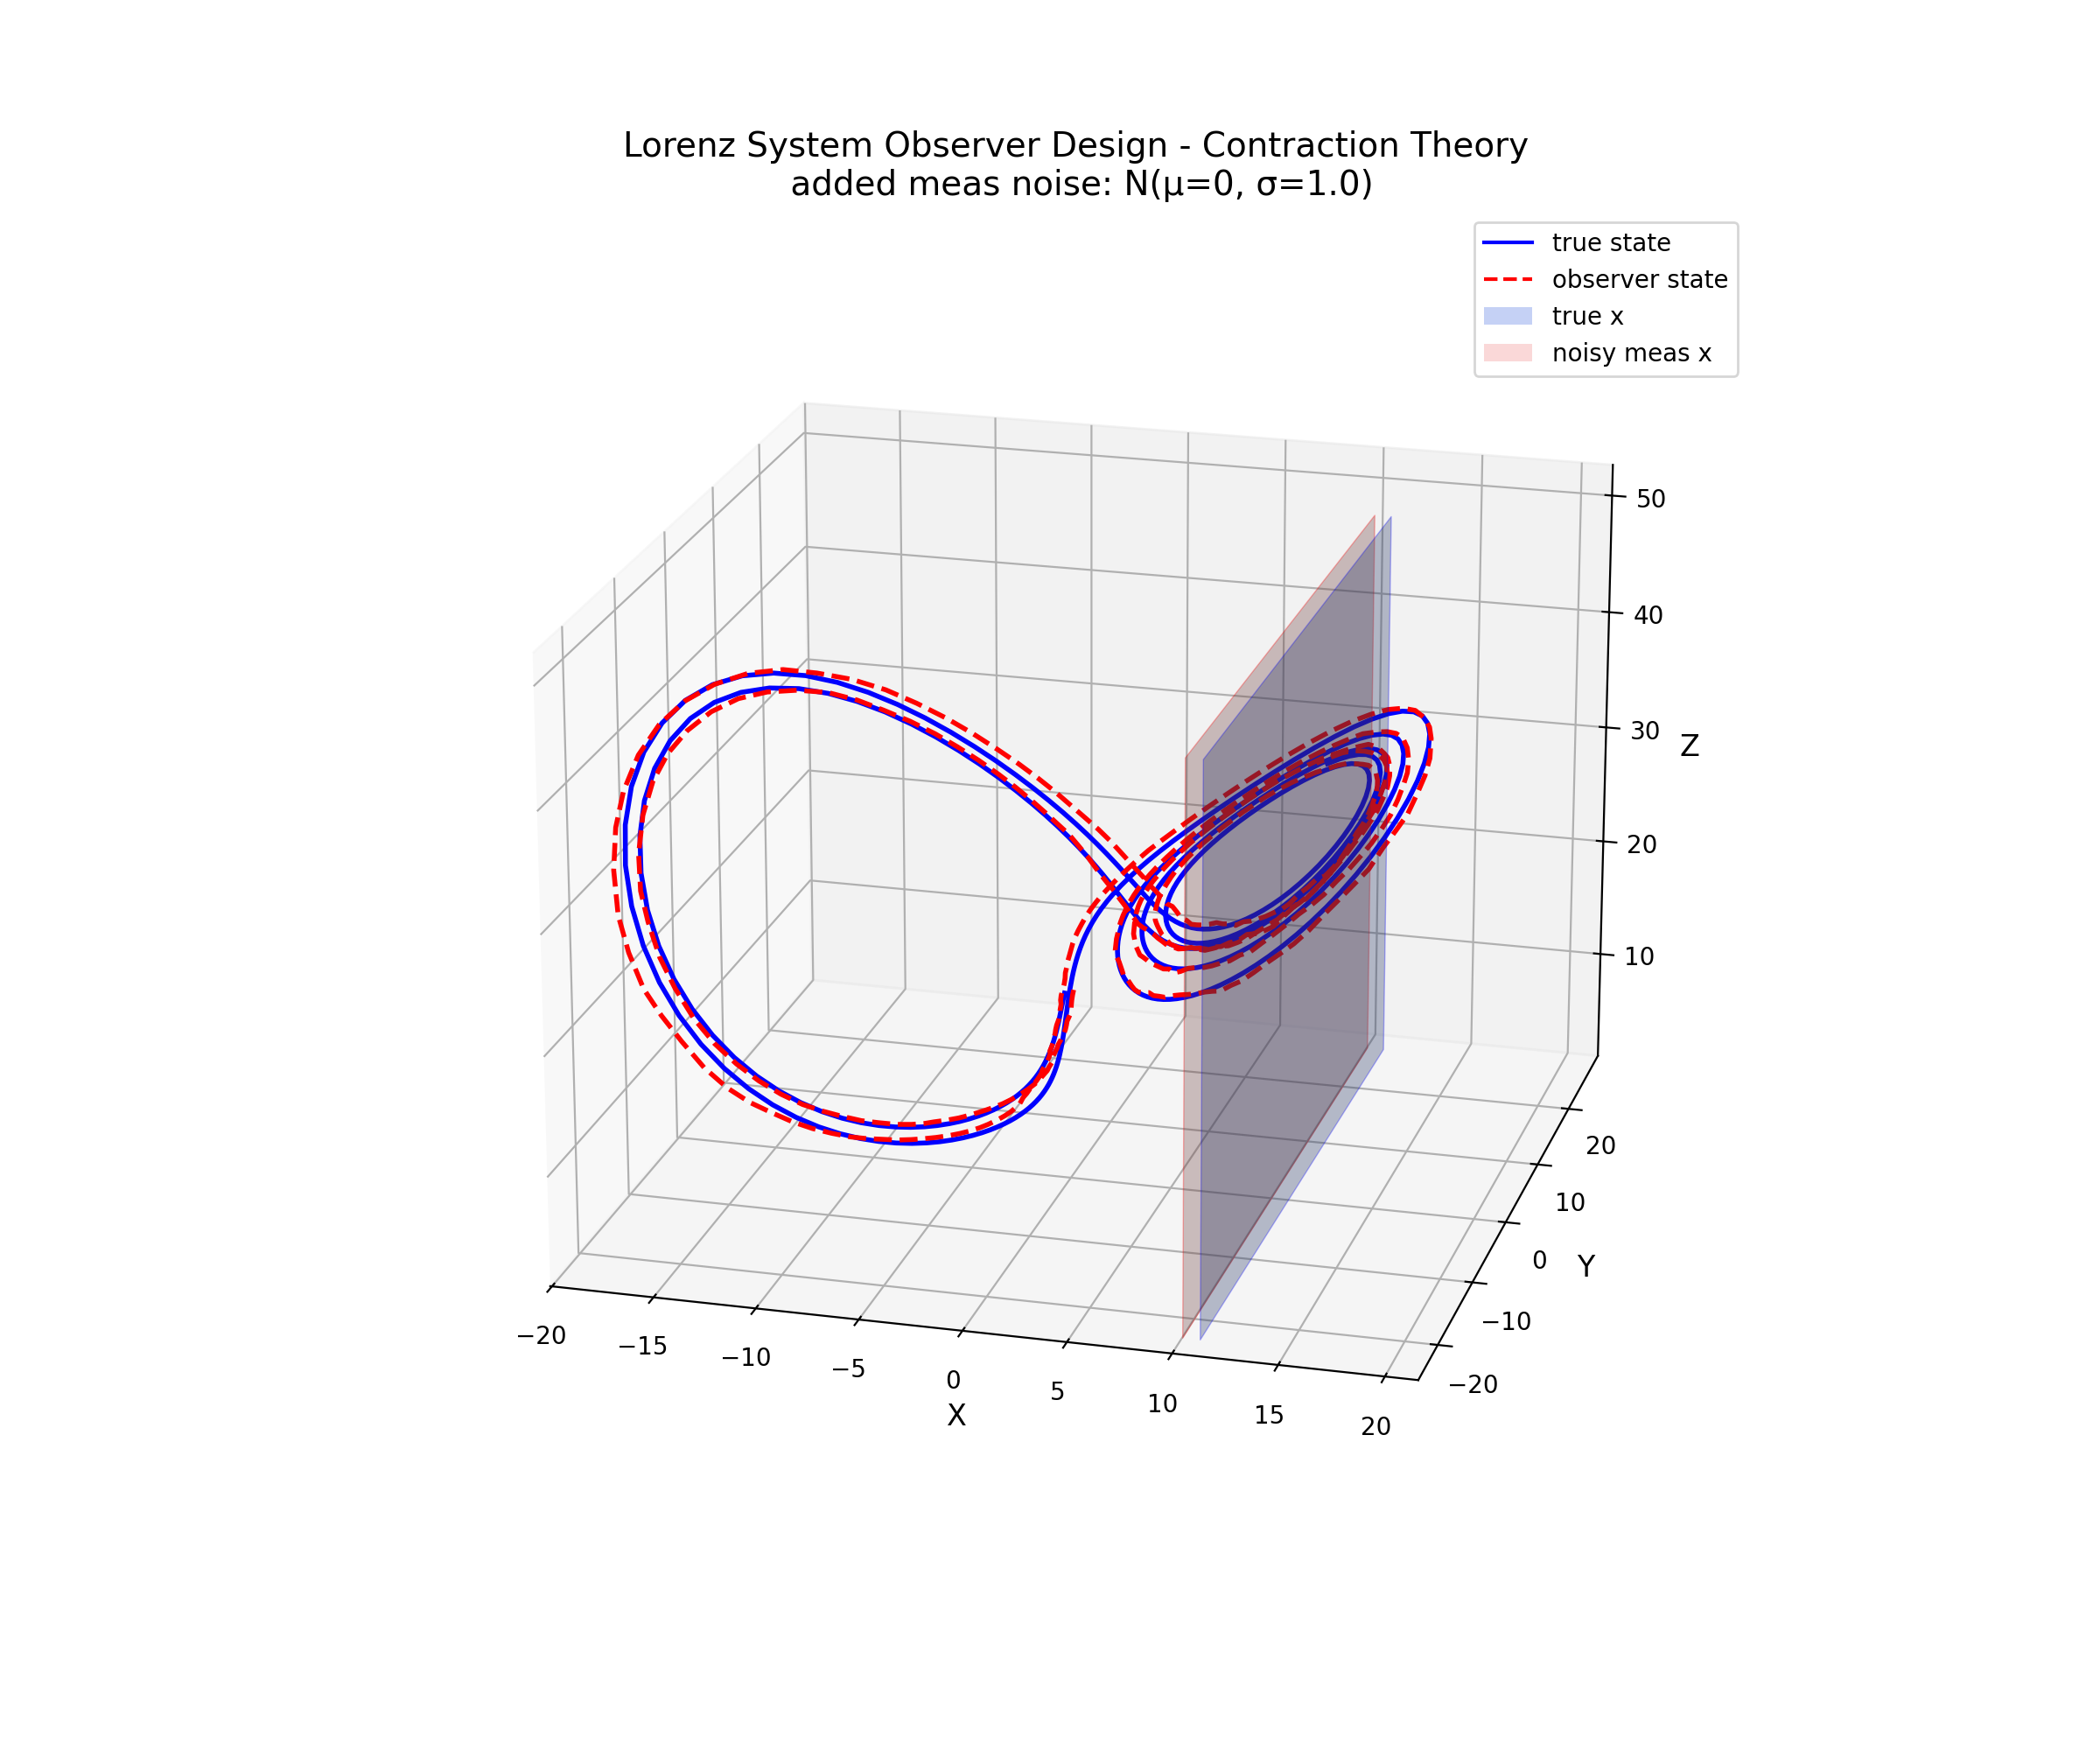 Lorenz System Observer Design - Contraction Theory
added meas noise: N(μ=0, σ=1.0)
true state
observer state
true x
noisy meas x
50
40
30
20
10
Z
20
10
0
−10
−20
Y
−20
−15
−10
−5
0
5
10
15
20
X